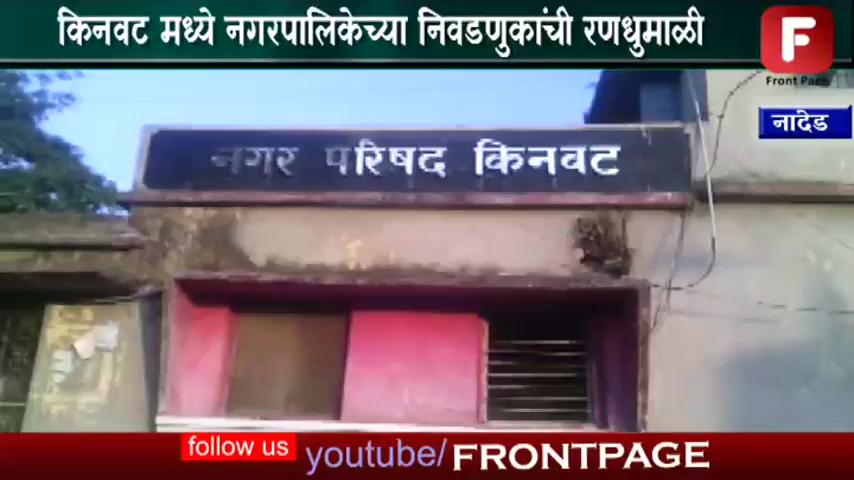 किनवट मध्ये नगरपालिकेच्या निवडणुकांची रणधुमाळी
F
Front Page
नादेड
नगर परिषद किनवट
follow us youtube/ FRONTPAGE